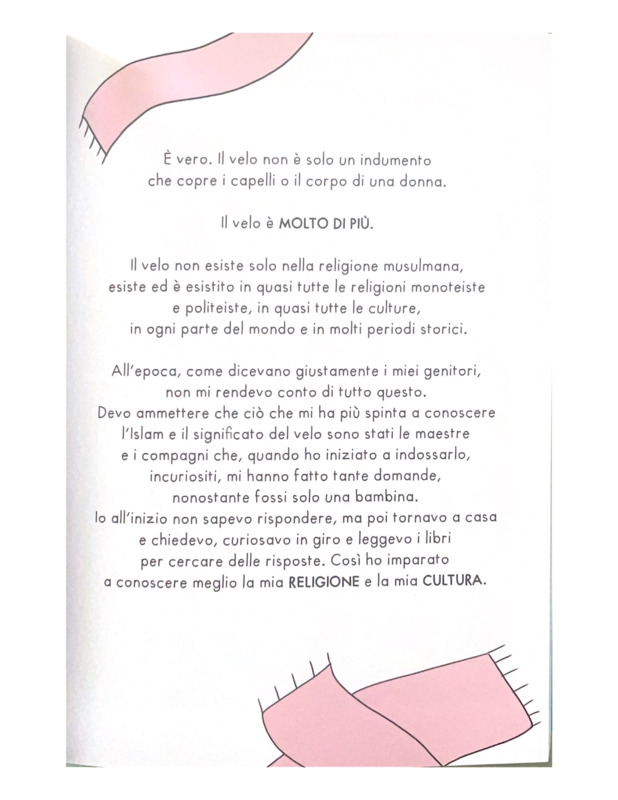 È vero. Il velo non è solo un indumento
che copre i capelli o il corpo di una donna.
Il velo è MOLTO DI PIÙ.
Il velo non esiste solo nella religione musulmana,
esiste ed è esistito in quasi tutte le religioni monoteiste
e politeiste, in quasi tutte le culture,
in ogni parte del mondo e in molti periodi storici.
All'epoca, come dicevano giustamente i miei genitori,
non mi rendevo conto di tutto questo.
Devo ammettere che ciò che mi ha più spinta a conoscere
l'Islam e il significato del velo sono stati le maestre
e i compagni che, quando ho iniziato a indossarlo,
incuriositi, mi hanno fatto tante domande,
nonostante fossi solo una bambina.
Io all'inizio non sapevo rispondere, ma poi tornavo a casa
e chiedevo, curiosavo in giro e leggevo i libri
per cercare delle risposte. Così ho imparato
a conoscere meglio la mia RELIGIONE e la mia CULTURA.